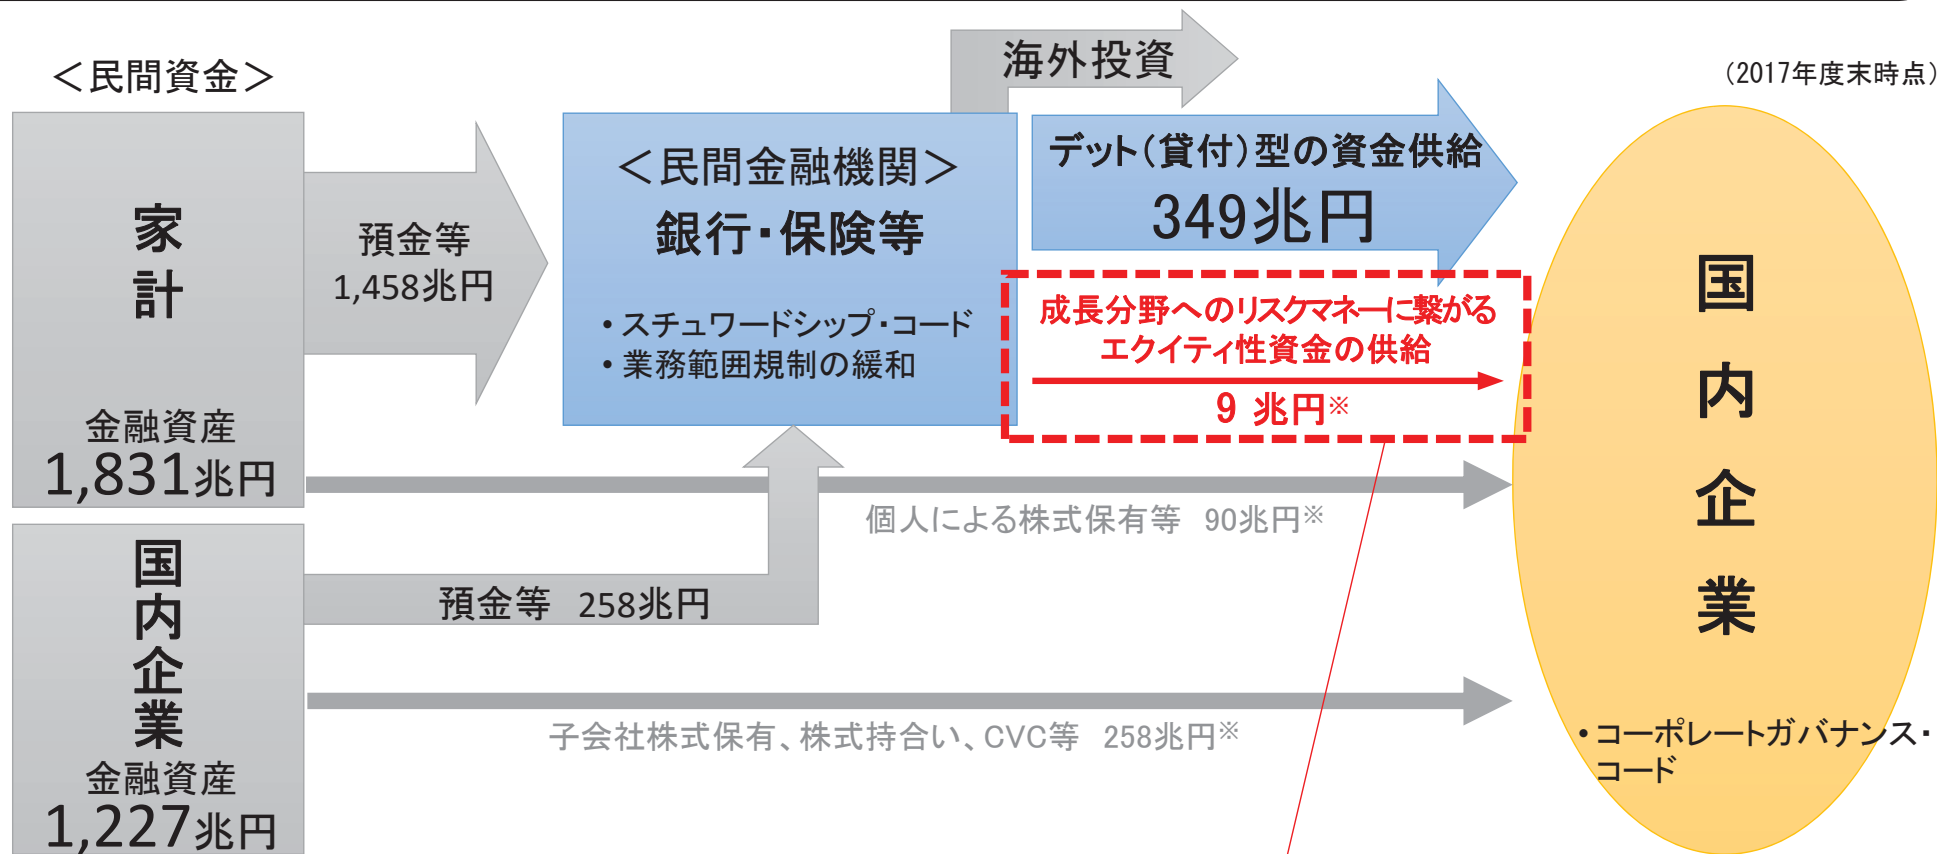 ＜民間資金＞
海外投資
（2017年度末時点）
家計
金融資産
1,831兆円
預金等
1,458兆円
＜民間金融機関＞
銀行・保険等
・スチュワードシップ・コード
・業務範囲規制の緩和
デット（貸付）型の資金供給
349兆円
成長分野へのリスクマネーに繋がる
エクイティ性資金の供給
9 兆円※
個人による株式保有等　90兆円※
国内企業
金融資産
1,227兆円
預金等　258兆円
子会社株式保有、株式持合い、CVC等　258兆円※
国内企業
・コーポレートガバナンス・
コード